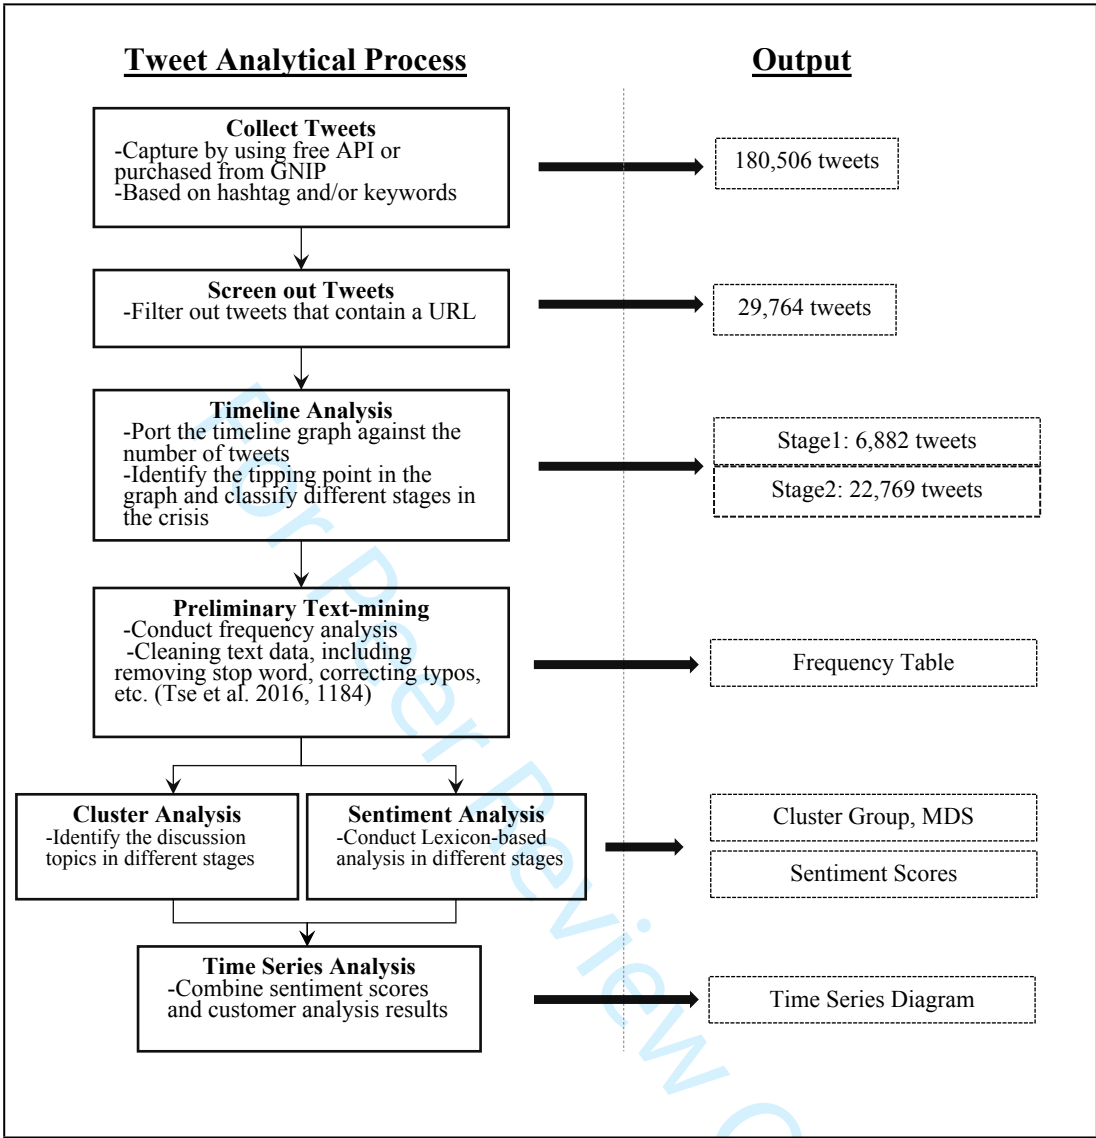 Tweet Analytical Process
Output
Collect Tweets
-Capture by using free API or
purchased from GNIP
-Based on hashtag and/or keywords
180,506 tweets
Screen out Tweets
-Filter out tweets that contain a URL
29,764 tweets
Timeline Analysis
-Port the timeline graph against the
number of tweets
-Identify the tipping point in the
graph and classify different stages in
the crisis
Stage1: 6,882 tweets
Stage2: 22,769 tweets
Preliminary Text-mining
-Conduct frequency analysis
-Cleaning text data, including
removing stop word, correcting typos,
etc. (Tse et al. 2016, 1184)
Frequency Table
Cluster Analysis
-Identify the discussion
topics in different stages
Sentiment Analysis
-Conduct Lexicon-based
analysis in different stages
Cluster Group, MDS
Sentiment Scores
Time Series Analysis
-Combine sentiment scores
and customer analysis results
Time Series Diagram
For Peer Review